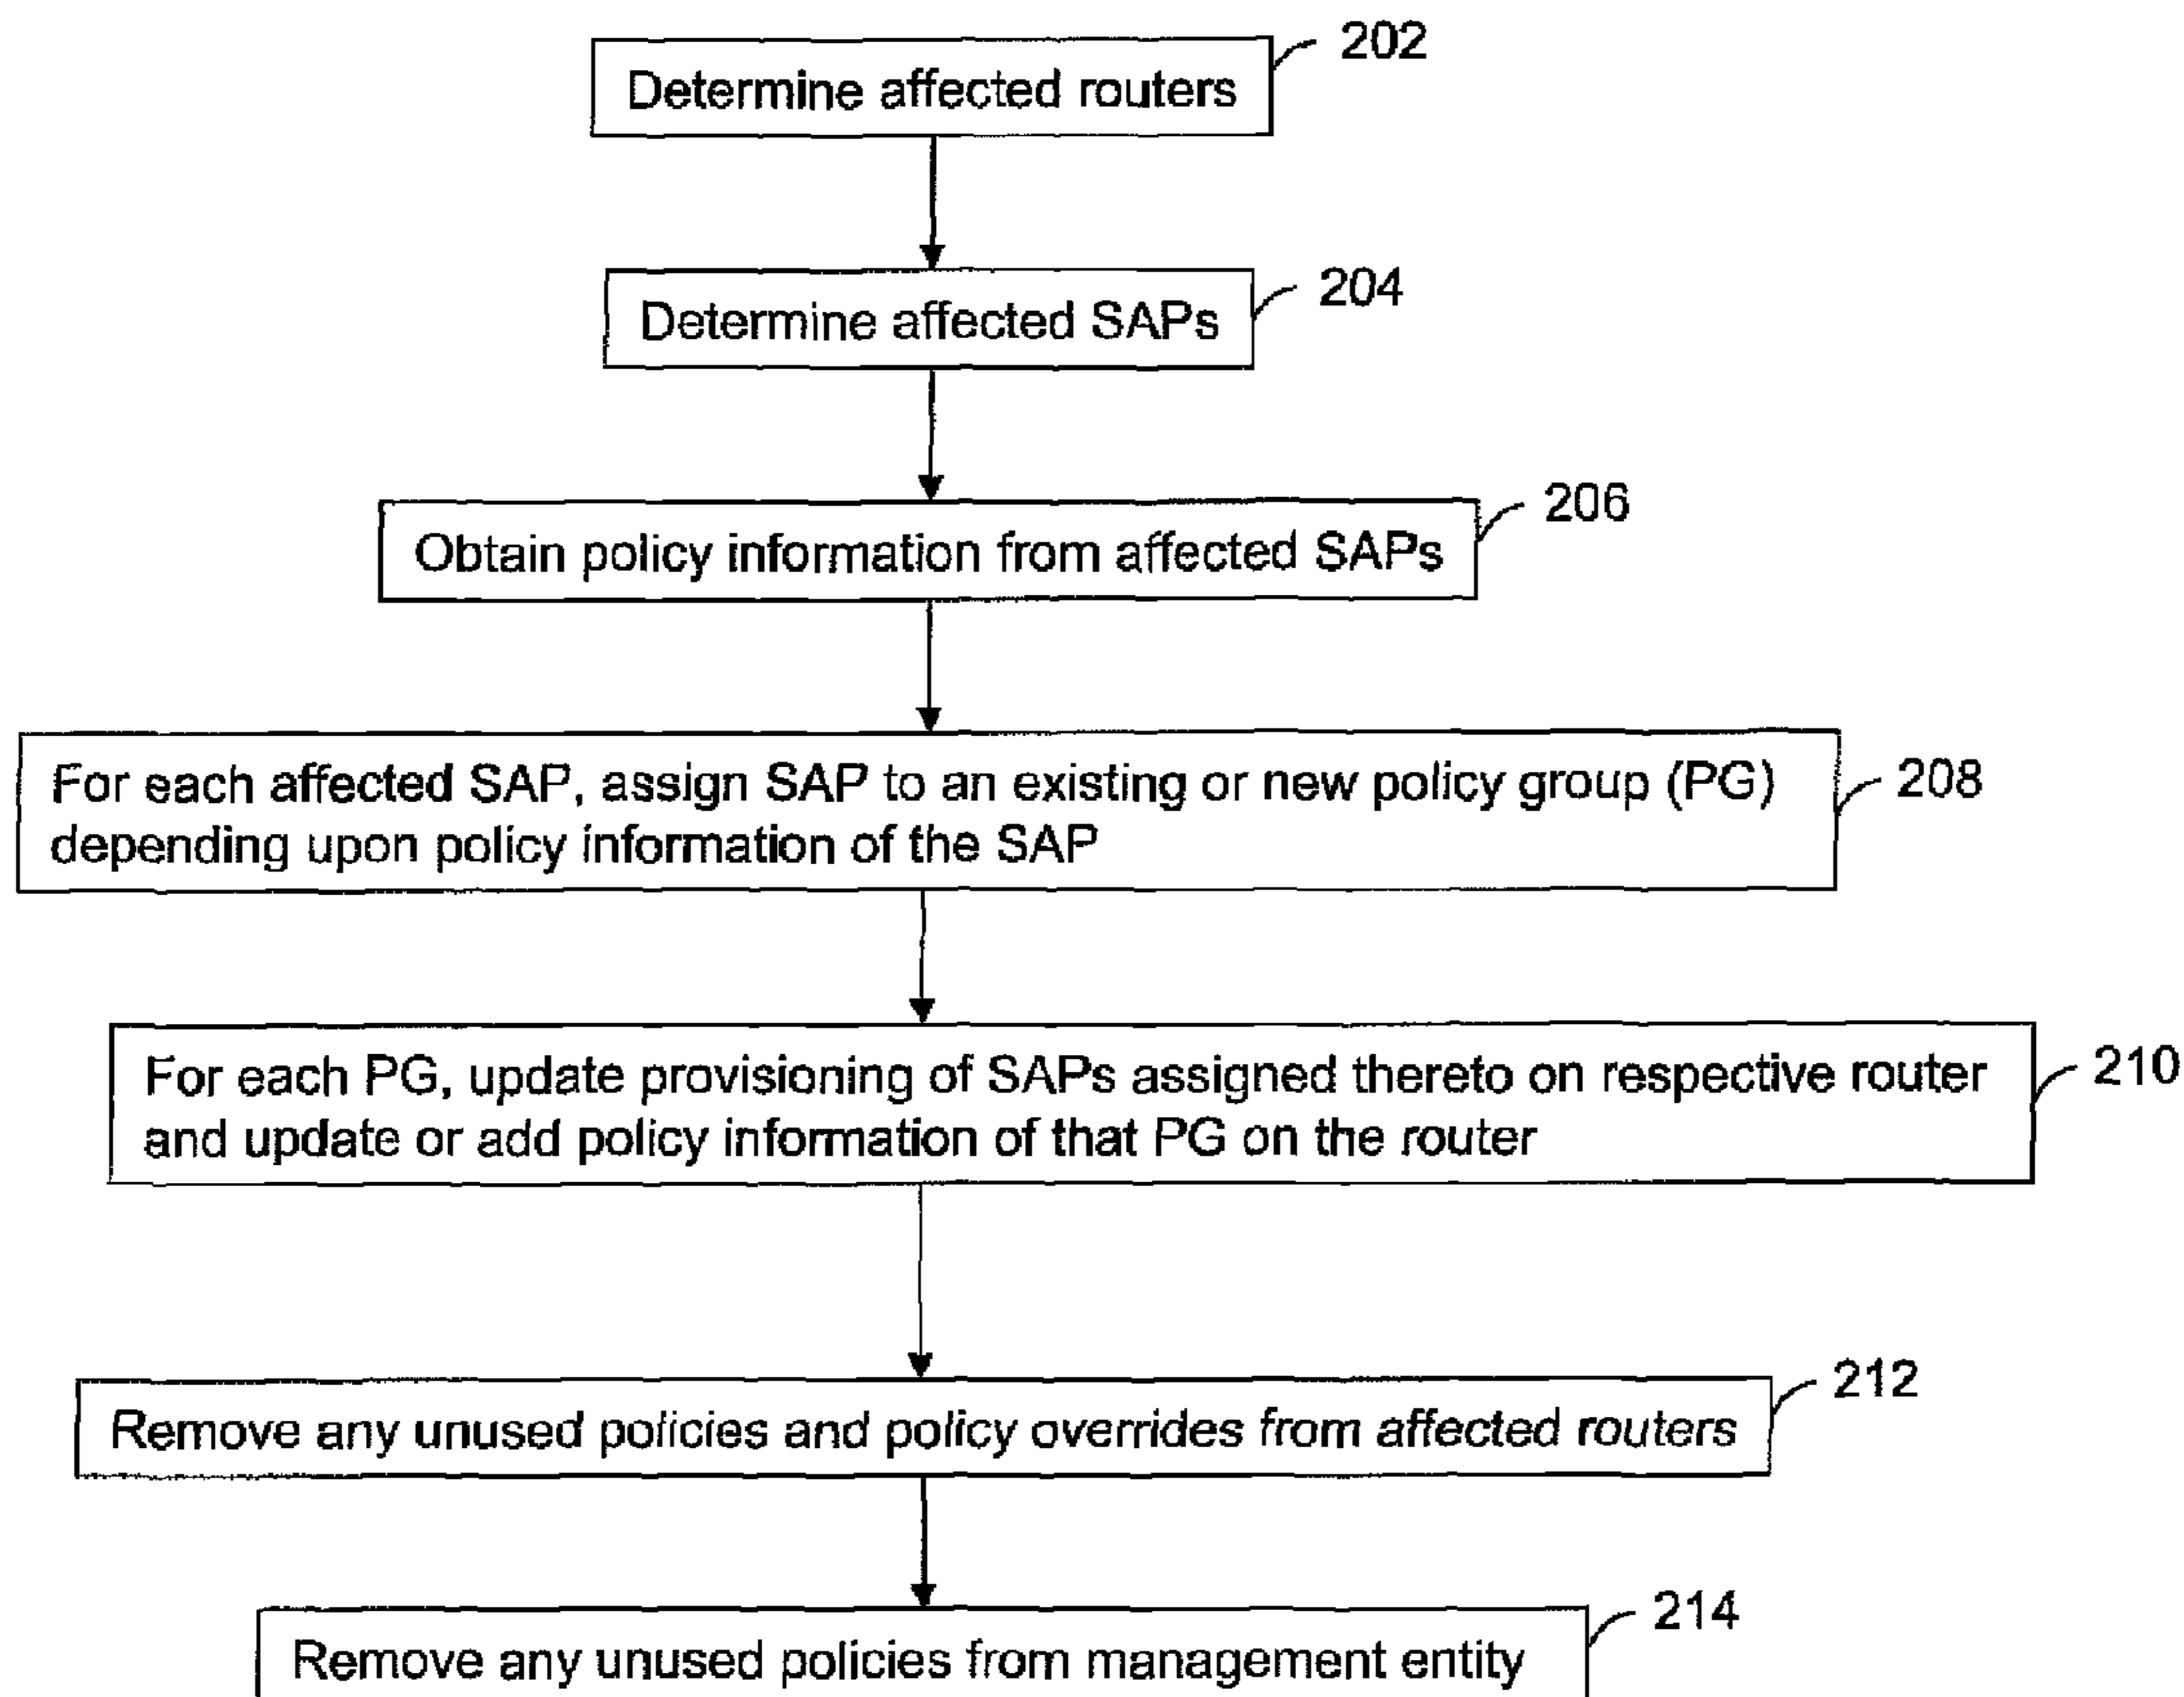 202
Determine affected routers
204
Determine affected SAPs
206
Obtain policy information from affected SAPs
208
For each affected SAP, assign SAP to an existing or new policy group (PG)
depending upon policy information of the SAP
210
For each PG, update provisioning of SAPs assigned thereto on respective router
and update or add policy information of that PG on the router
212
Remove any unused policies and policy overrides from affected routers
214
Remove any unused policies from management entity